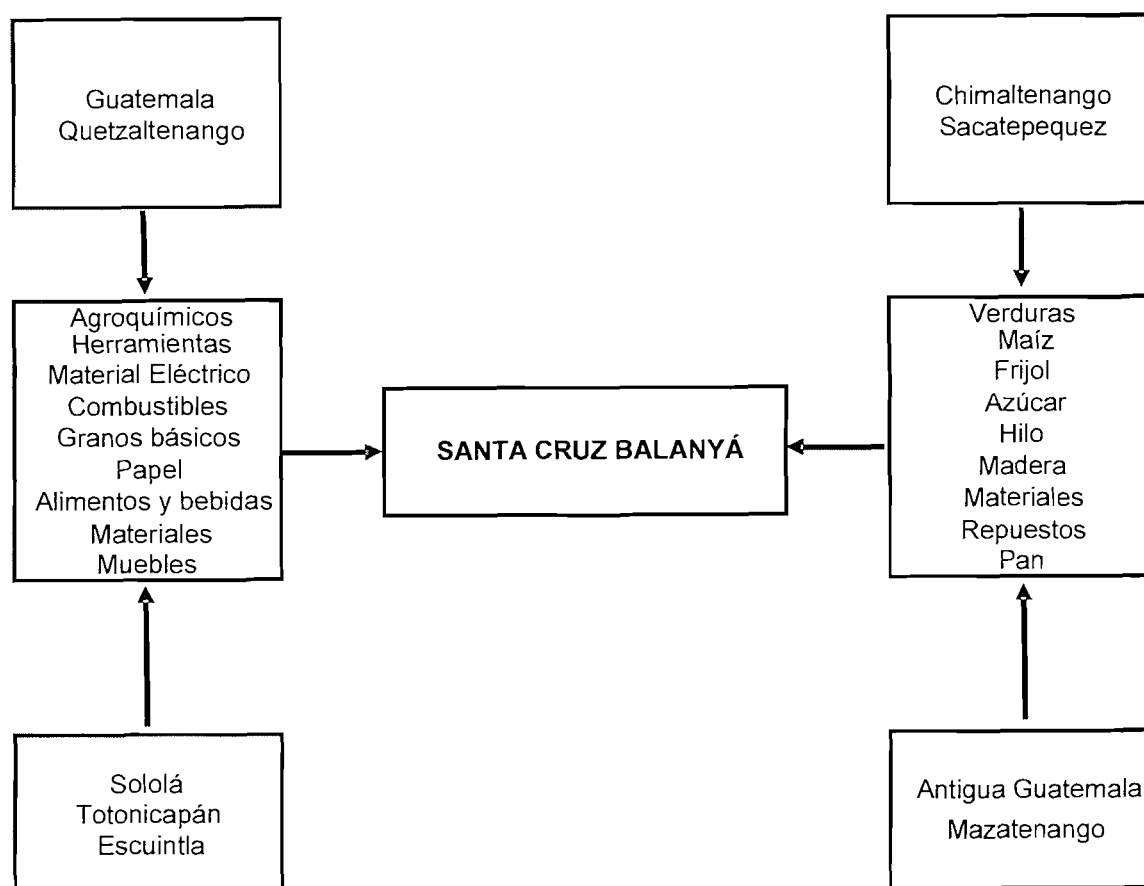 Guatemala
Quetzaltenango
Chimaltenango
Sacatepequez
Agroquímicos
Herramientas
Material Eléctrico
Combustibles
Granos básicos
Papel
Alimentos y bebidas
Materiales
Muebles
SANTA CRUZ BALANYÁ
Verduras
Maíz
Frijol
Azúcar
Hilo
Madera
Materiales
Repuestos
Pan
Sololá
Totonicapán
Escuintla
Antigua Guatemala
Mazatenango